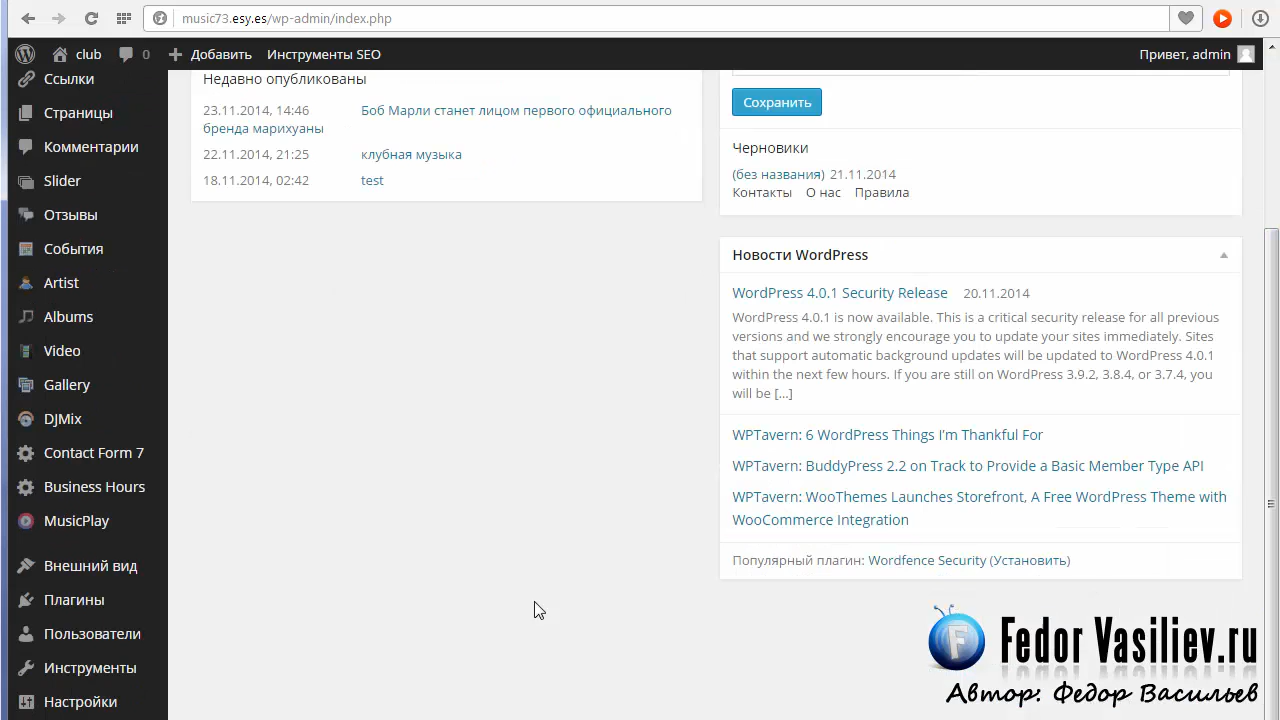 music73.esy.es/wp-admin/index.php
club 0 Добавить Инструменты SEO Привет, admin
Ссылки
Страницы
Комментарии
Slider
Отзывы
События
Artist
Albums
Video
Gallery
DJMix
Contact Form 7
Business Hours
MusicPlay
Внешний вид
Плагины
Пользователи
Инструменты
Настройки
Недавно опубликованы
23.11.2014, 14:46 Боб Марли станет лицом первого официального
бренда марихуаны
22.11.2014, 21:25 клубная музыка
18.11.2014, 02:42 test
Сохранить
Черновики
(без названия) 21.11.2014
Контакты О нас Правила
Новости WordPress
WordPress 4.0.1 Security Release 20.11.2014
WordPress 4.0.1 is now available. This is a critical security release for all previous
versions and we strongly encourage you to update your sites immediately. Sites
that support automatic background updates will be updated to WordPress 4.0.1
within the next few hours. If you are still on WordPress 3.9.2, 3.8.4, or 3.7.4, you
will be […]
WPTavern: 6 WordPress Things I'm Thankful For
WPTavern: BuddyPress 2.2 on Track to Provide a Basic Member Type API
WPTavern: WooThemes Launches Storefront, A Free WordPress Theme with
WooCommerce Integration
Популярный плагин: Wordfence Security (Установить)
F Fedor Vasiliev.ru
Автор: Федор Васильев